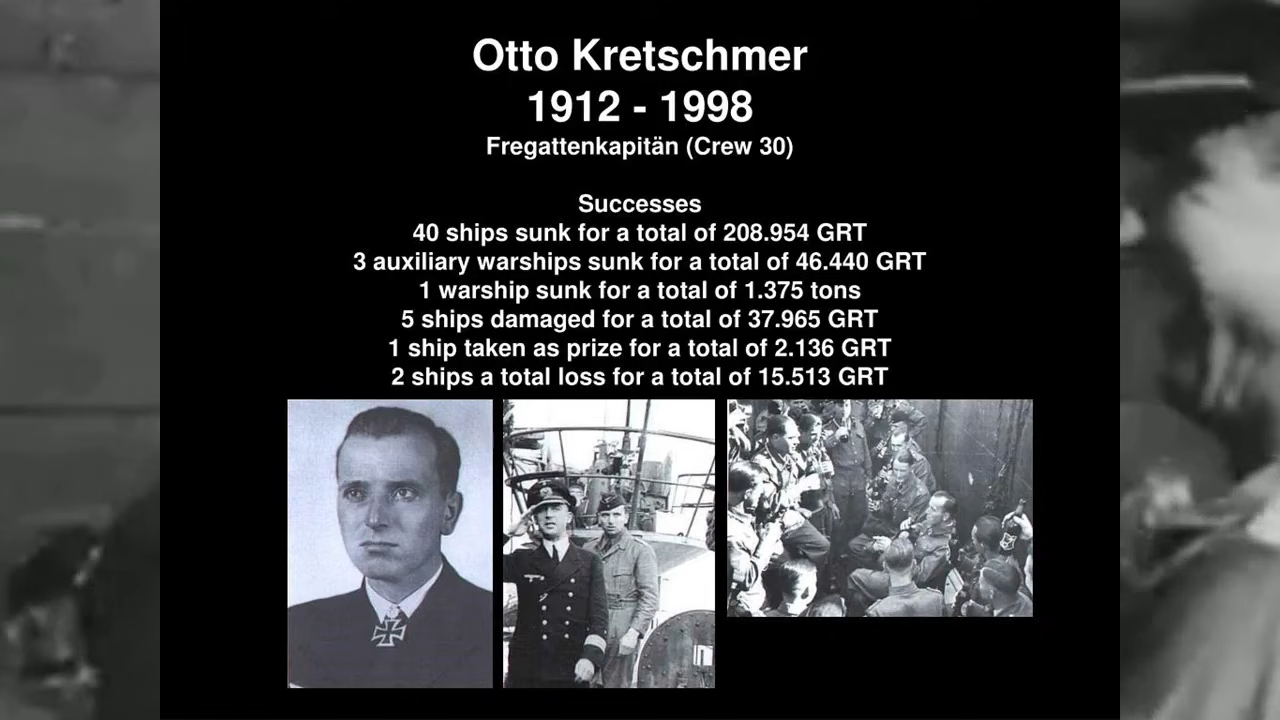 Otto Kretschmer
1912 - 1998
Fregattenkapitän (Crew 30)
Successes
40 ships sunk for a total of 208.954 GRT
3 auxiliary warships sunk for a total of 46.440 GRT
1 warship sunk for a total of 1.375 tons
5 ships damaged for a total of 37.965 GRT
1 ship taken as prize for a total of 2.136 GRT
2 ships a total loss for a total of 15.513 GRT